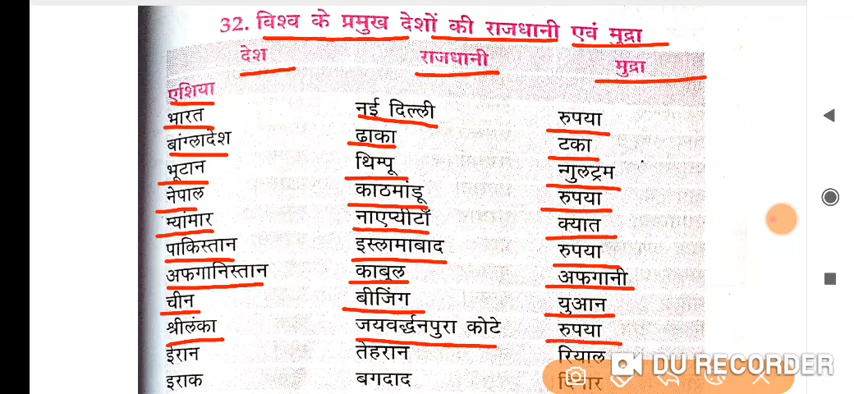 32. विश्व के प्रमुख देशों की राजधानी एवं मुद्रा
देश राजधानी मुद्रा
एशिया
भारत नई दिल्ली रुपया
बांग्लादेश ढाका टका
भूटान थिम्पू न्गुलट्रम
नेपाल काठमांडू रुपया
म्यांमार नाएप्यीटॉ क्यात
पाकिस्तान इस्लामाबाद रुपया
अफगानिस्तान काबूल अफगानी
चीन बीजिंग युआन
श्रीलंका जयवर्द्धनपुरा कोटे रुपया
ईरान तेहरान रियाल
इराक बगदाद
DU RECORDER